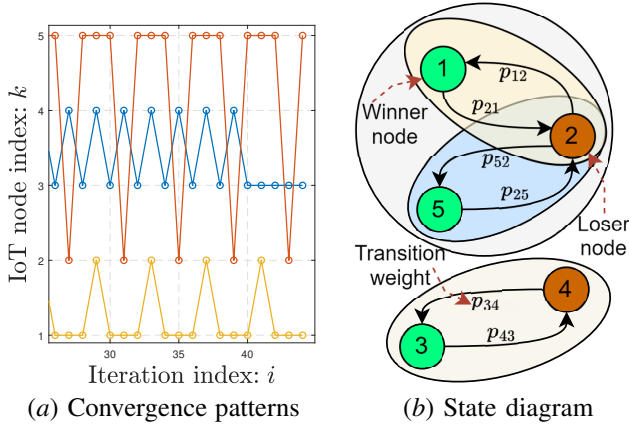 5
4
3
2
1
IoT node index: k
30
35
40
Iteration index: i
(a) Convergence patterns
1
p12
p21
Winner
node
2
p52
p25
5
Loser
node
Transition
weight
4
p34
p43
3
(b) State diagram